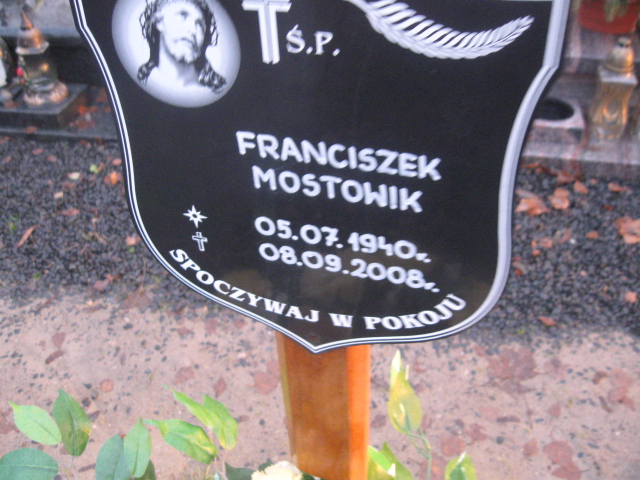 Ś.P.
FRANCISZEK
MOSTOWIK
05.07.1940r.
08.09.2008r.
SPOCZYWAJ W POKOJU